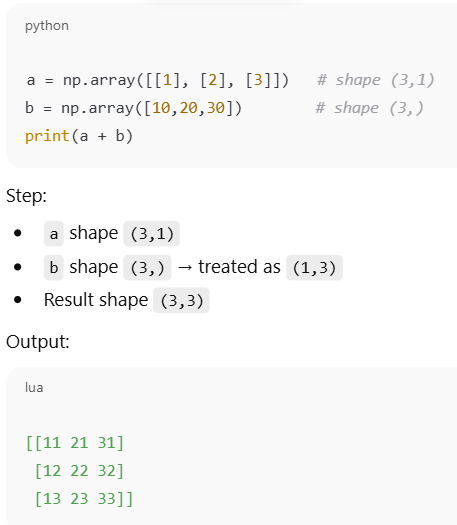 python
a = np.array([[1], [2], [3]])   # shape (3,1)
b = np.array([10,20,30])        # shape (3,)
print(a + b)
Step:
• a shape (3,1)
• b shape (3,) → treated as (1,3)
• Result shape (3,3)
Output:
lua
[[11 21 31]
 [12 22 32]
 [13 23 33]]